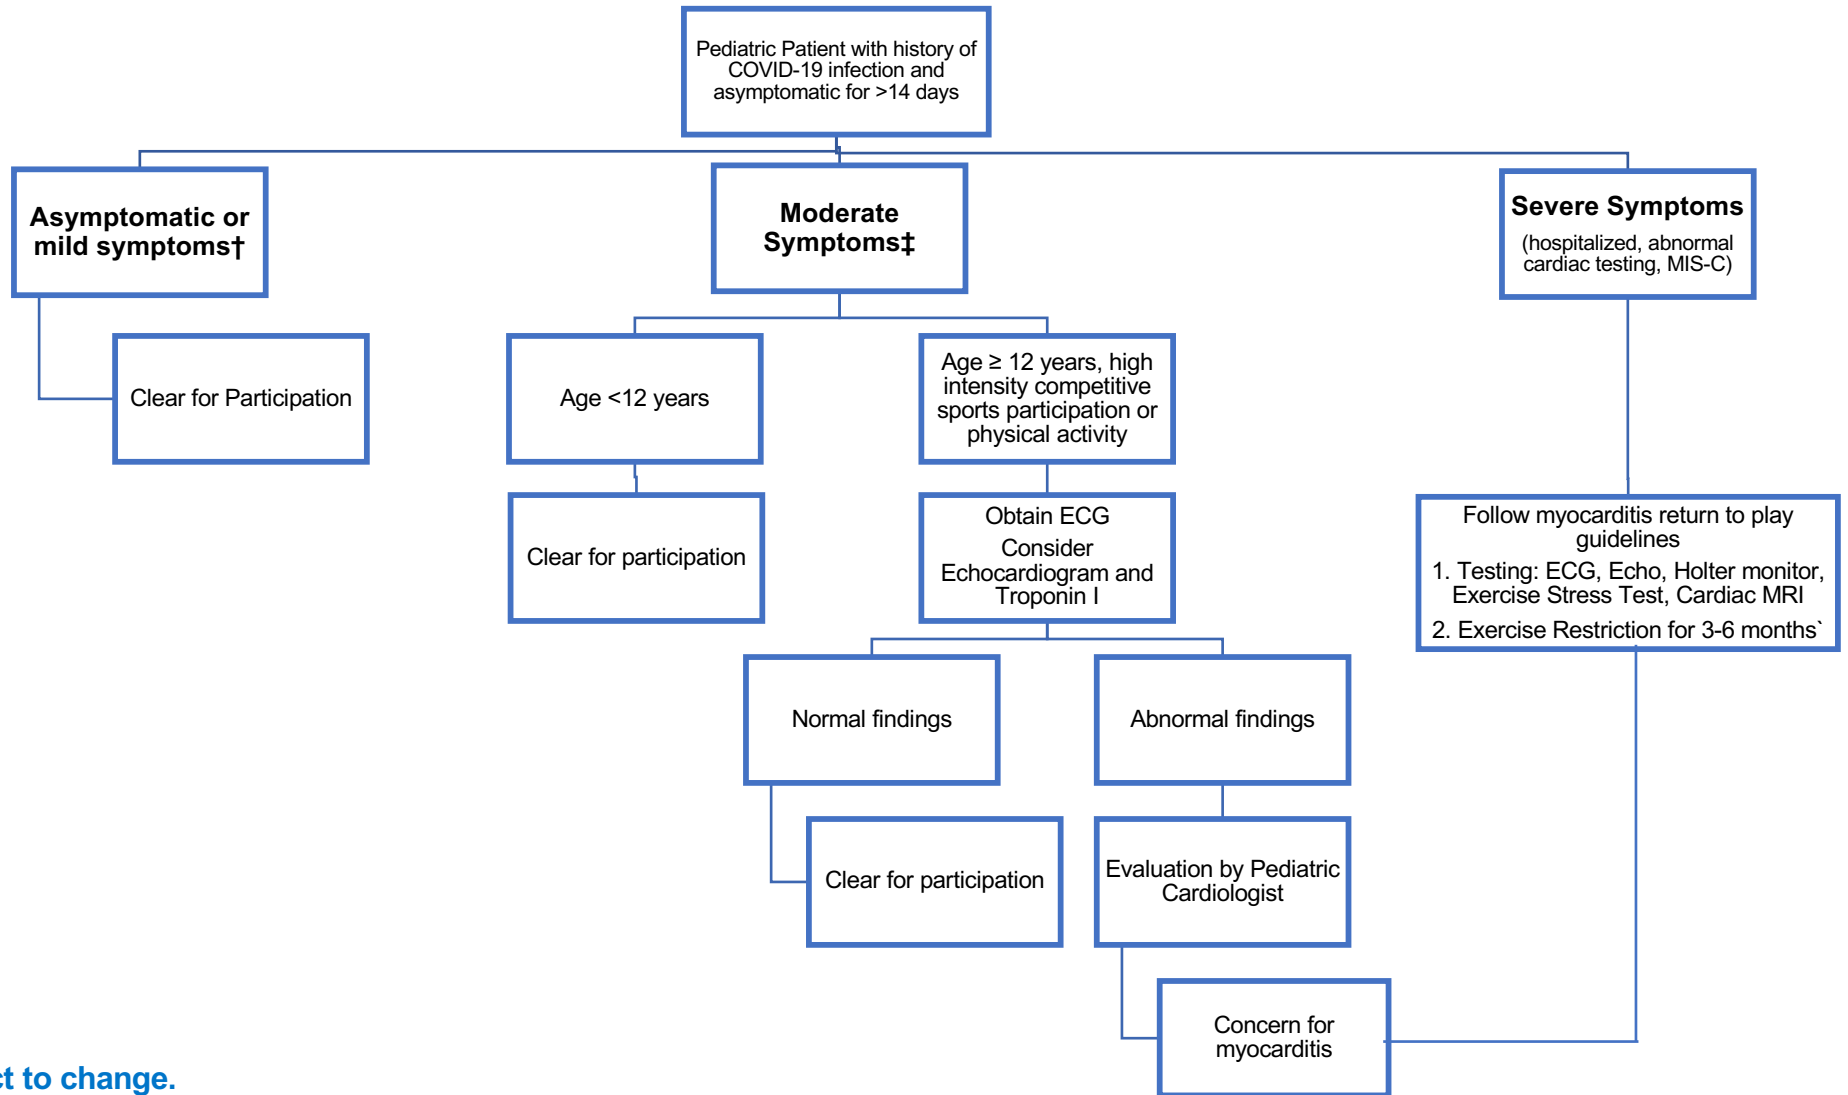 Pediatric Patient with history of
COVID-19 infection and
asymptomatic for >14 days
Asymptomatic or
mild symptoms†
Moderate
Symptoms‡
Severe Symptoms
(hospitalized, abnormal
cardiac testing, MIS-C)
Clear for Participation
Age <12 years
Age ≥ 12 years, high
intensity competitive
sports participation or
physical activity
Clear for participation
Obtain ECG
Consider
Echocardiogram and
Troponin I
Follow myocarditis return to play
guidelines
1. Testing: ECG, Echo, Holter monitor,
Exercise Stress Test, Cardiac MRI
2. Exercise Restriction for 3-6 months`
Normal findings
Abnormal findings
Clear for participation
Evaluation by Pediatric
Cardiologist
Concern for
myocarditis
ct to change.